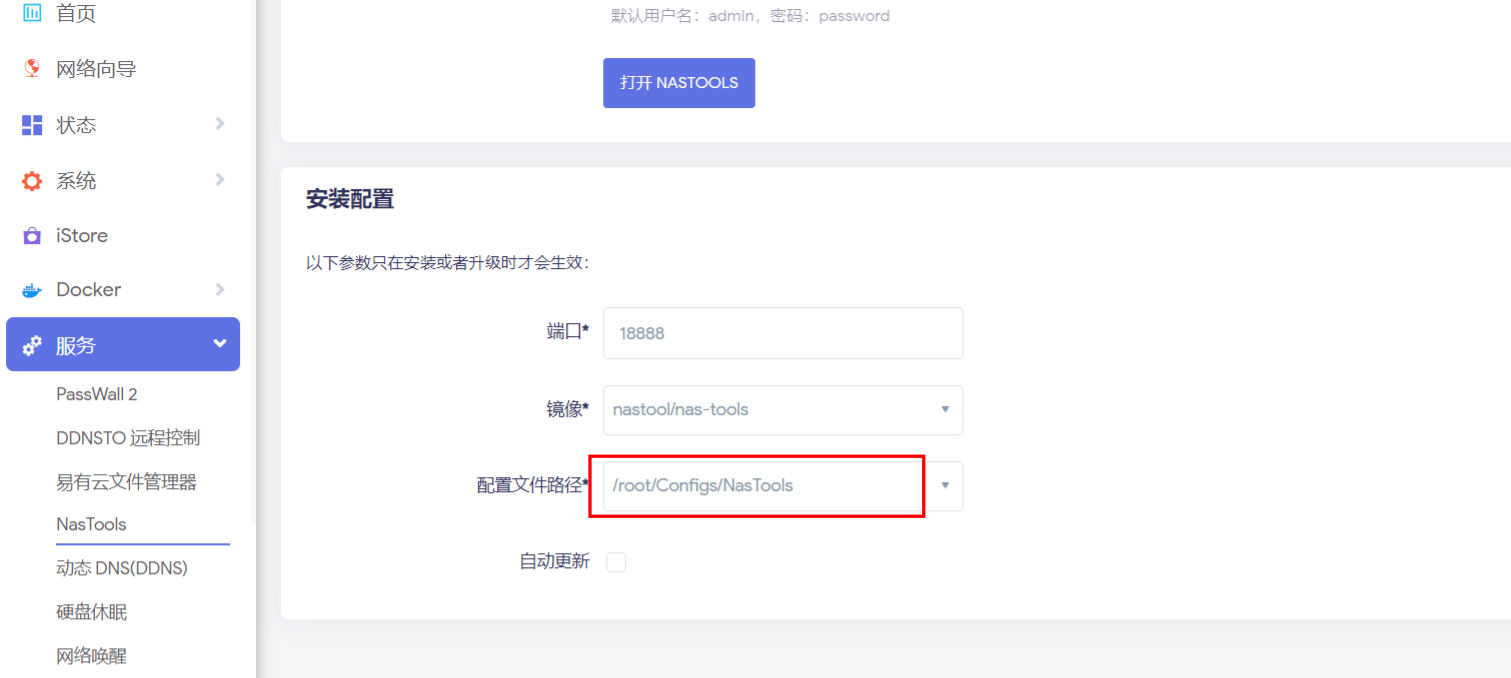 首页
网络向导
状态
系统
iStore
Docker
服务
PassWall 2
DDNSTO 远程控制
易有云文件管理器
NasTools
动态 DNS(DDNS)
硬盘休眠
网络唤醒
默认用户名：admin，密码：password
打开 NASTOOLS
安装配置
以下参数只在安装或者升级时才会生效：
端口* 18888
镜像* nastool/nas-tools
配置文件路径* /root/Configs/NasTools
自动更新